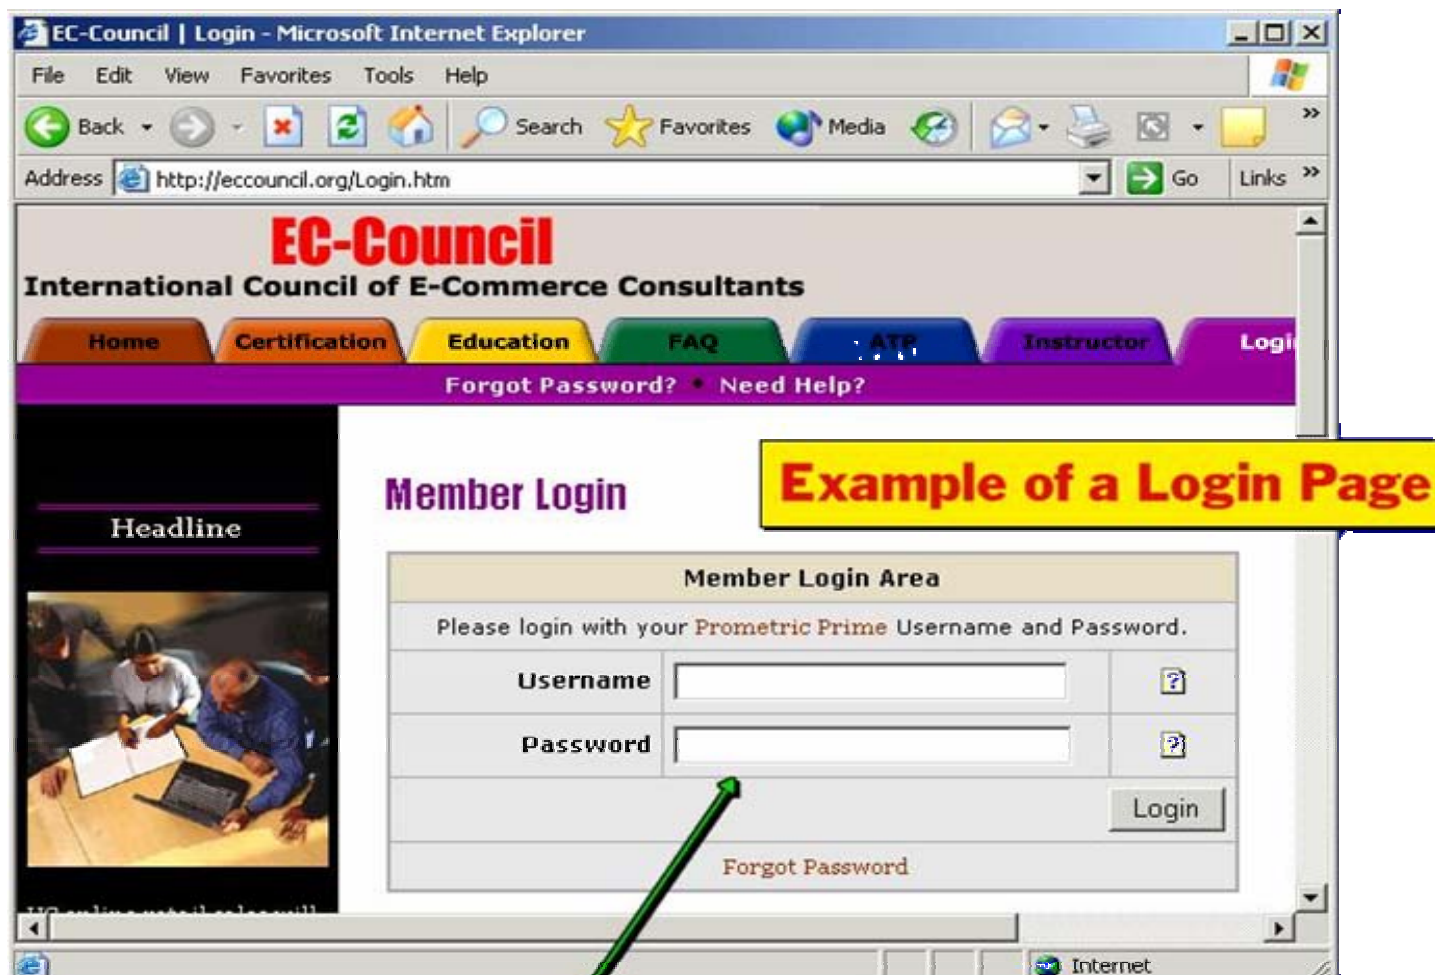 EC-Council | Login - Microsoft Internet Explorer
File Edit View Favorites Tools Help
Back Search Favorites Media »
Address http://eccouncil.org/Login.htm Go Links »
EC-Council
International Council of E-Commerce Consultants
Home Certification Education FAQ ATP Instructor Logi
Forgot Password? • Need Help?
Example of a Login Page
Member Login
Headline
Member Login Area
Please login with your Prometric Prime Username and Password.
Username
Password
Login
Forgot Password
Internet